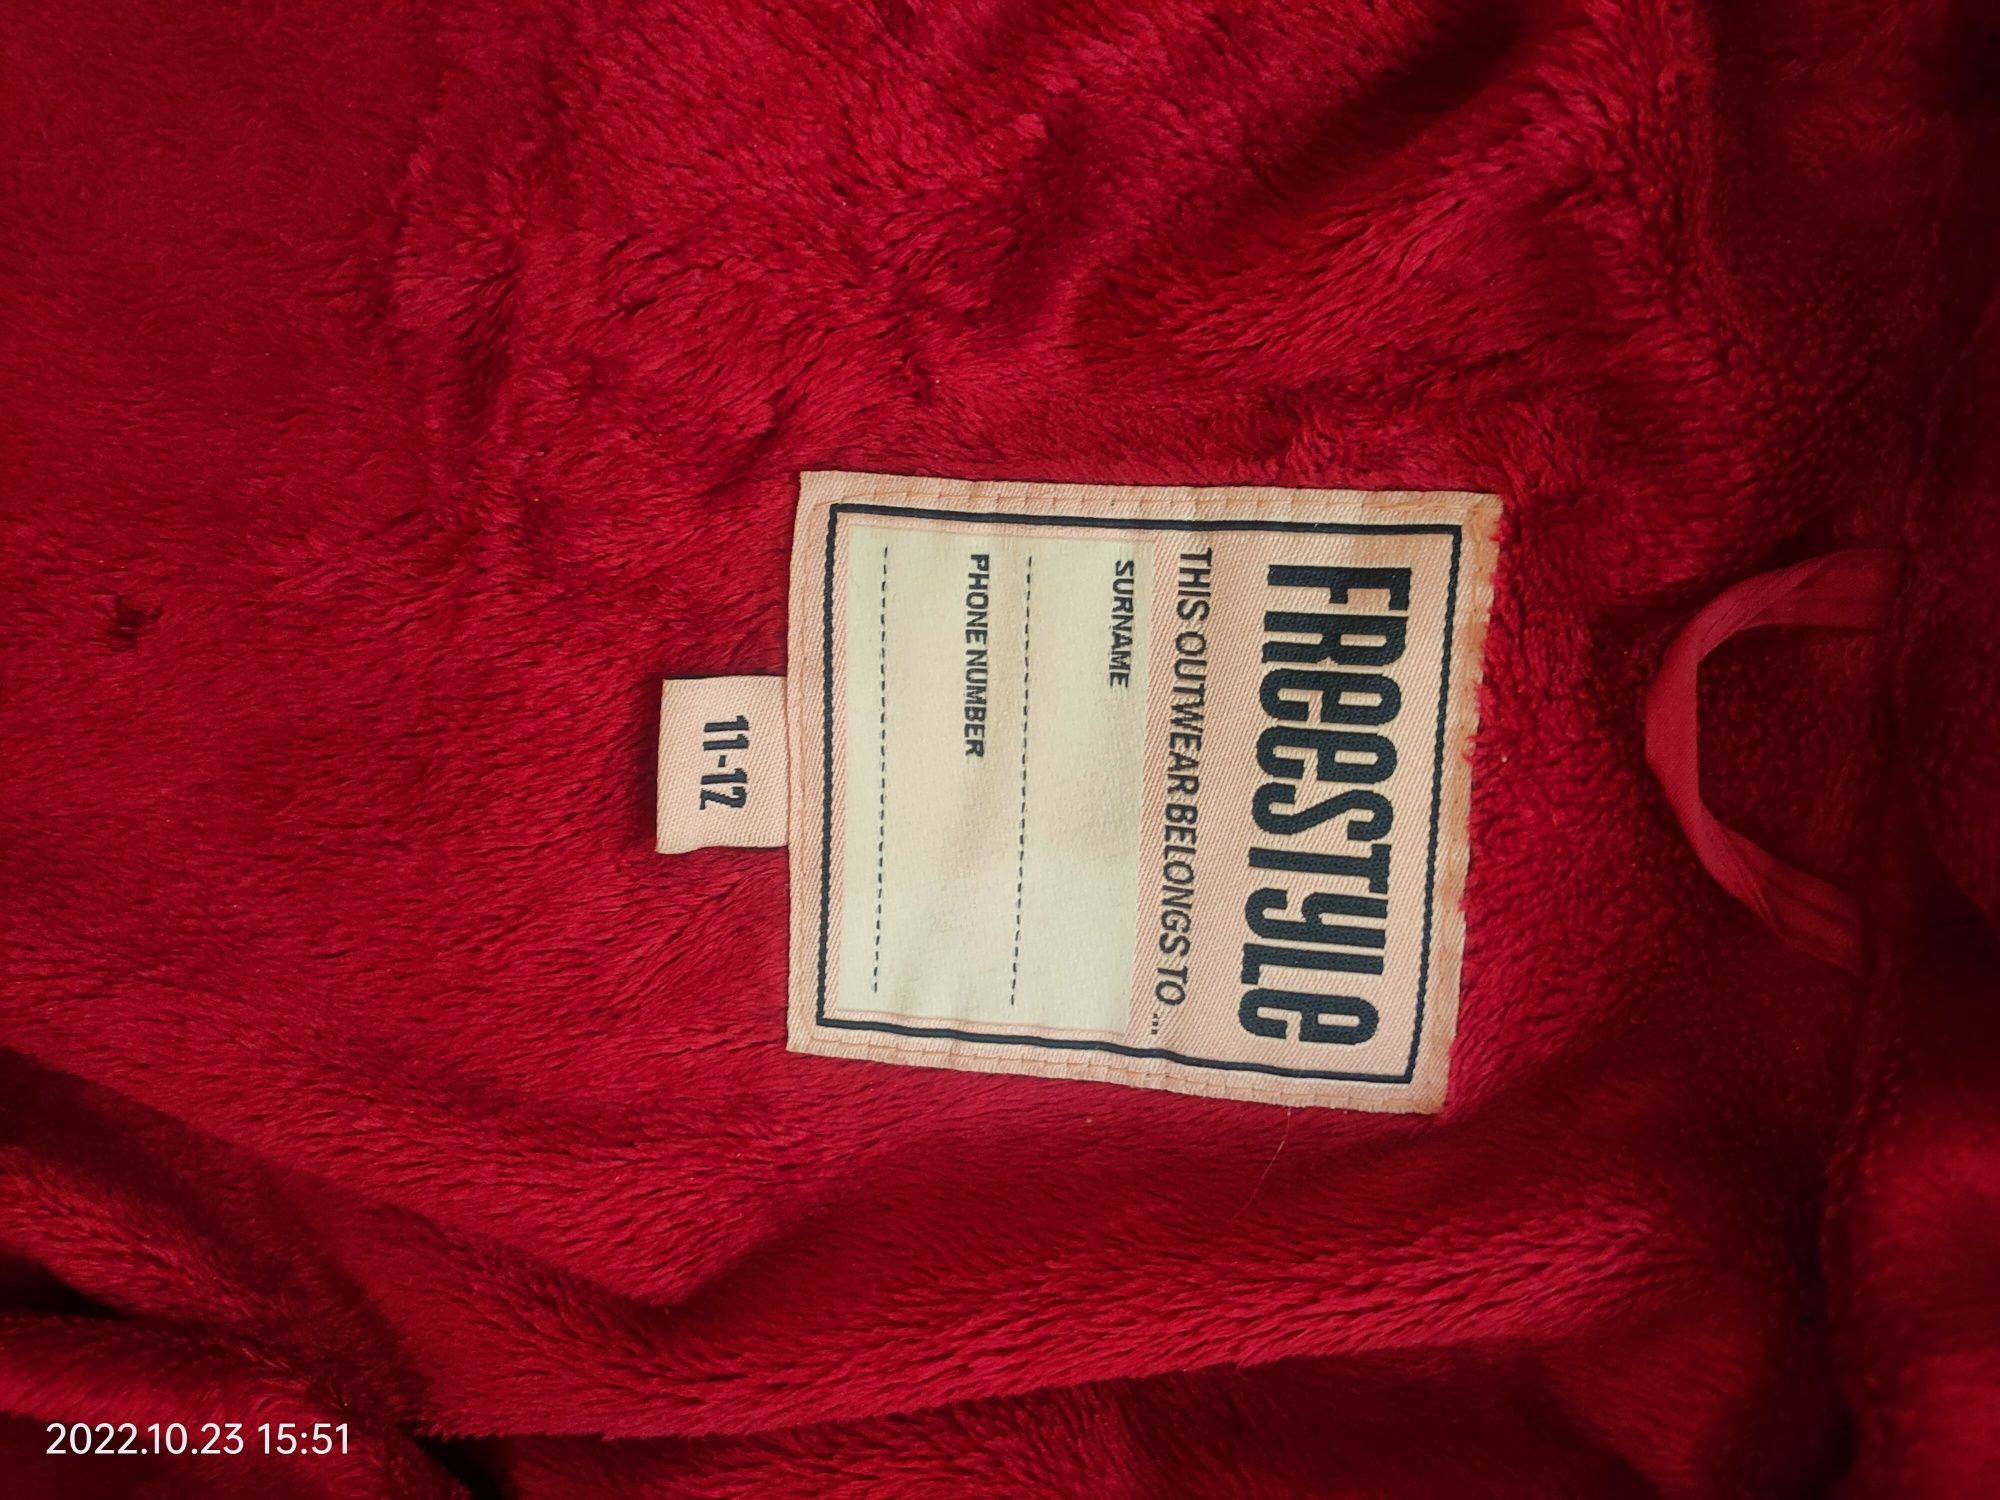 FReeSTyLe
THIS OUTWEAR BELONGS TO ...
SURNAME
PHONE NUMBER
11-12
2022.10.23 15:51